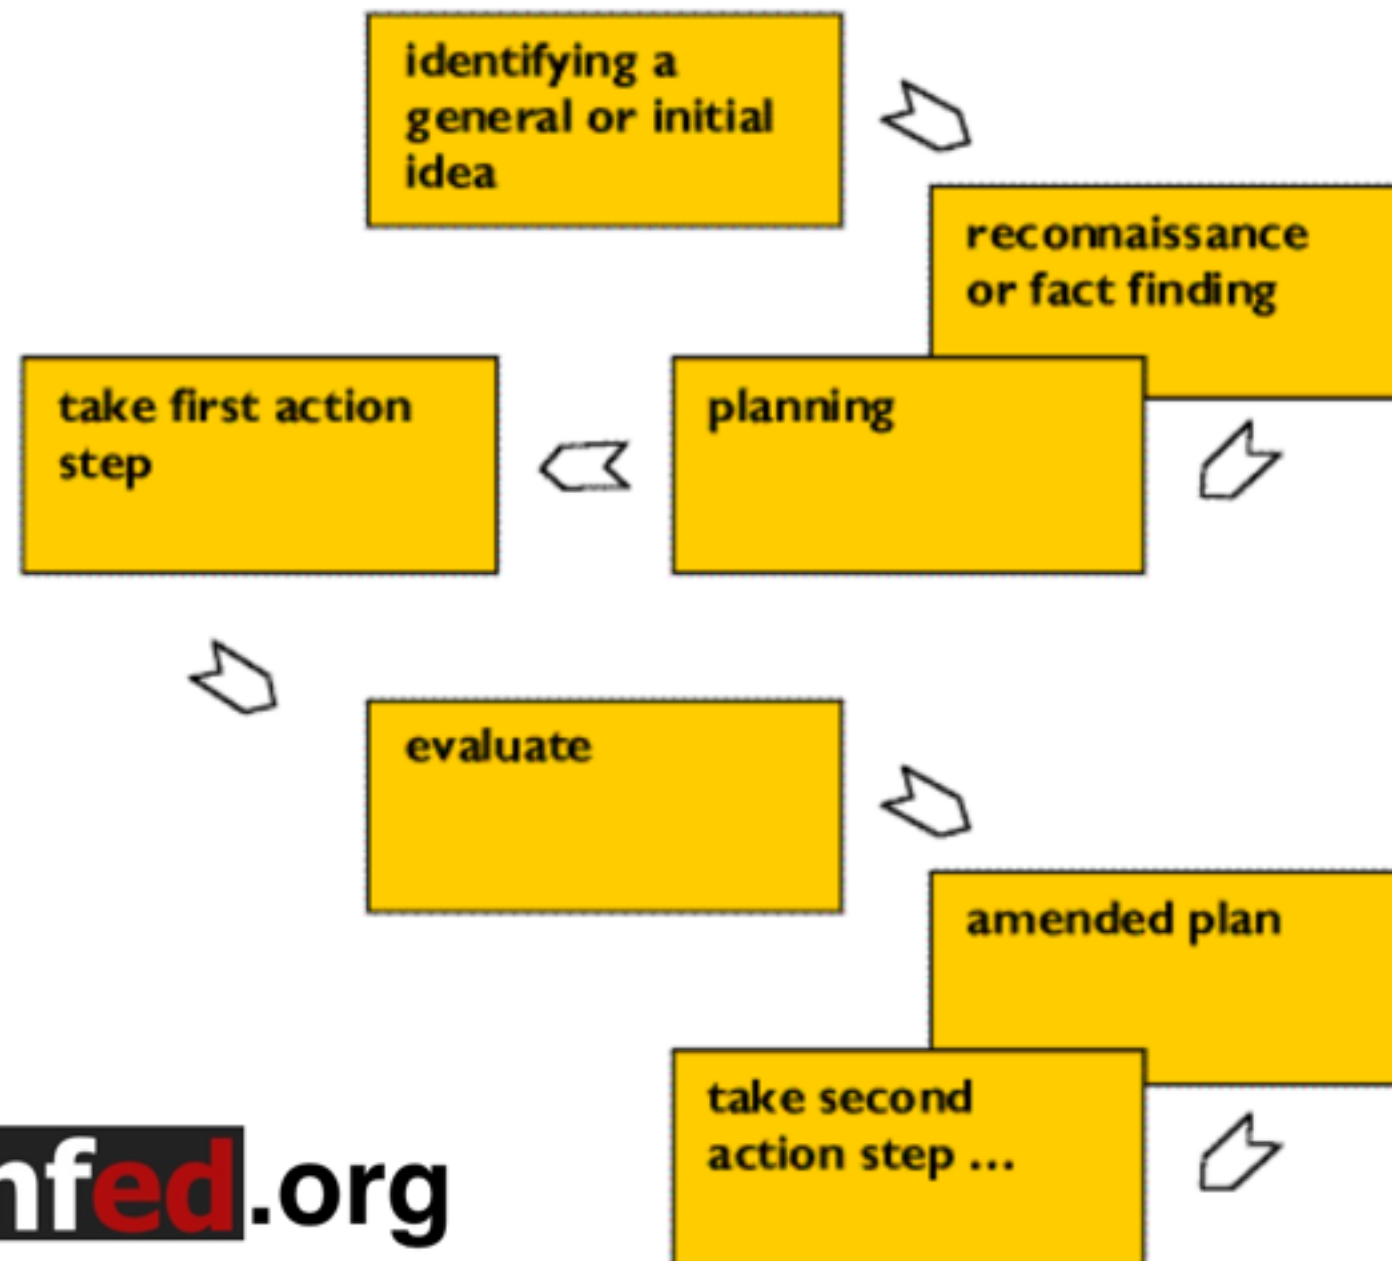 identifying a
general or initial
idea
reconnaissance
or fact finding
take first action
step
planning
evaluate
amended plan
take second
action step ...
nfed.org